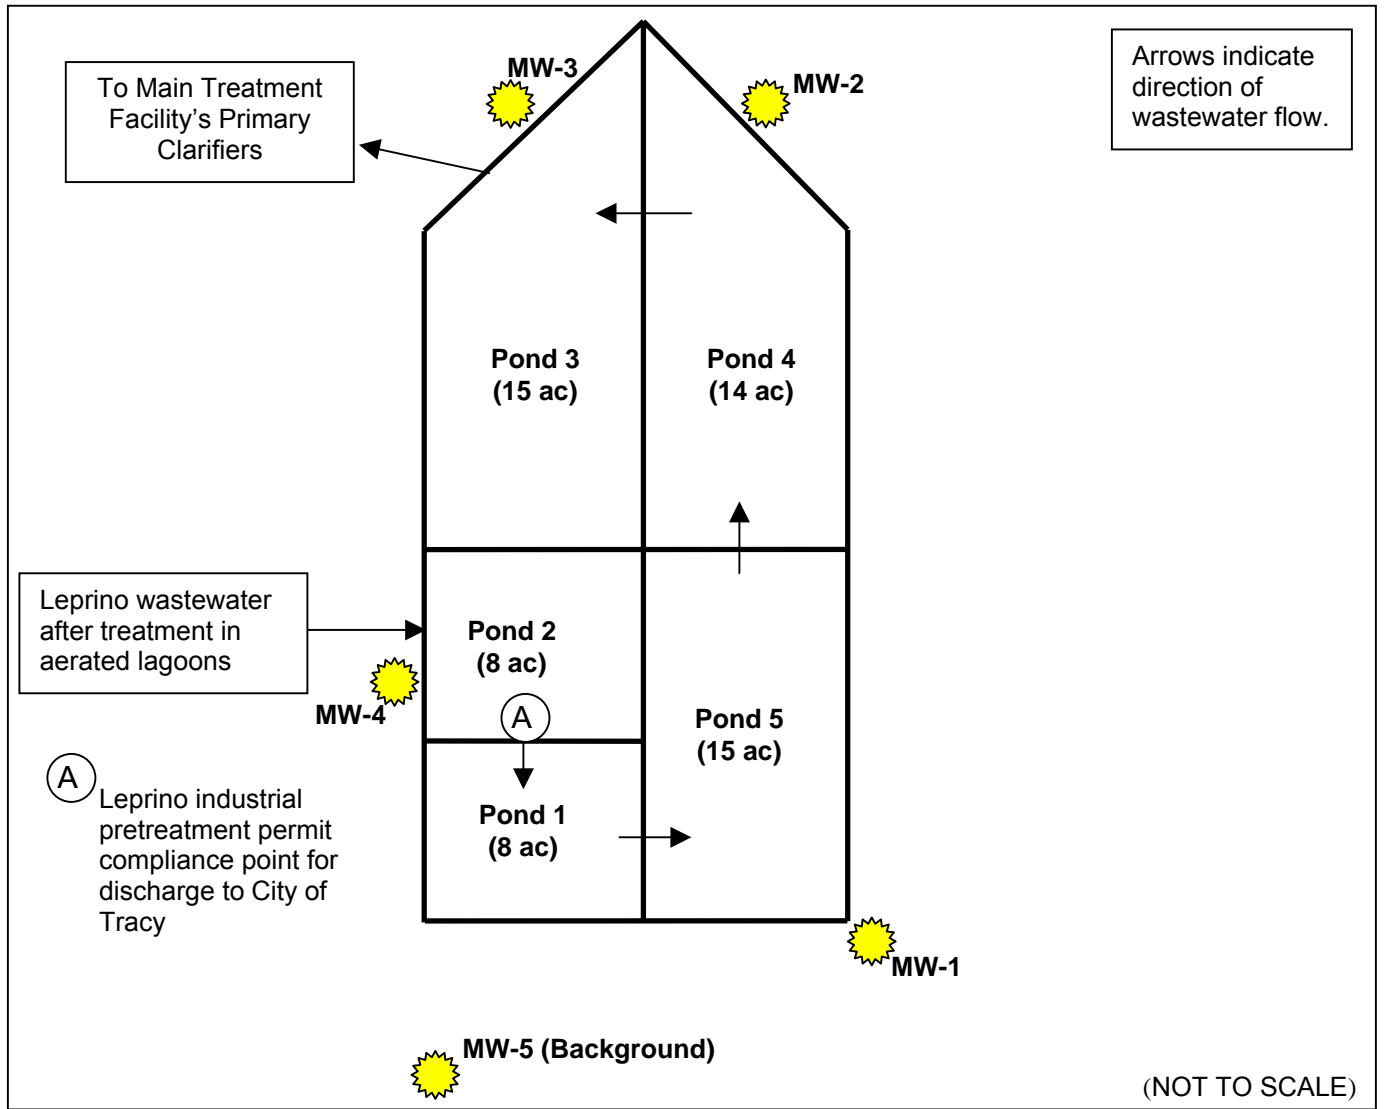 MW-3
MW-2
Arrows indicate
direction of
wastewater flow.
To Main Treatment
Facility's Primary
Clarifiers
Pond 3
(15 ac)
Pond 4
(14 ac)
Leprino wastewater
after treatment in
aerated lagoons
Pond 2
(8 ac)
MW-4
A
Pond 5
(15 ac)
A
Leprino industrial
pretreatment permit
compliance point for
discharge to City of
Tracy
Pond 1
(8 ac)
MW-1
MW-5 (Background)
(NOT TO SCALE)